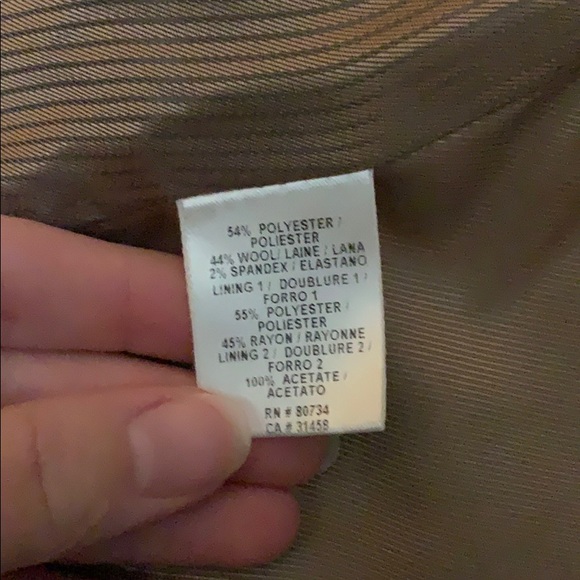 54% POLYESTER /
POLIESTER
44% WOOL / LAINE / LANA
2% SPANDEX / ELASTANO
LINING 1 / DOUBLURE 1 /
FORRO 1
55% POLYESTER /
POLIESTER
45% RAYON / RAYONNE
LINING 2 / DOUBLURE 2 /
FORRO 2
100% ACETATE /
ACETATO
RN # 80734
CA # 31458